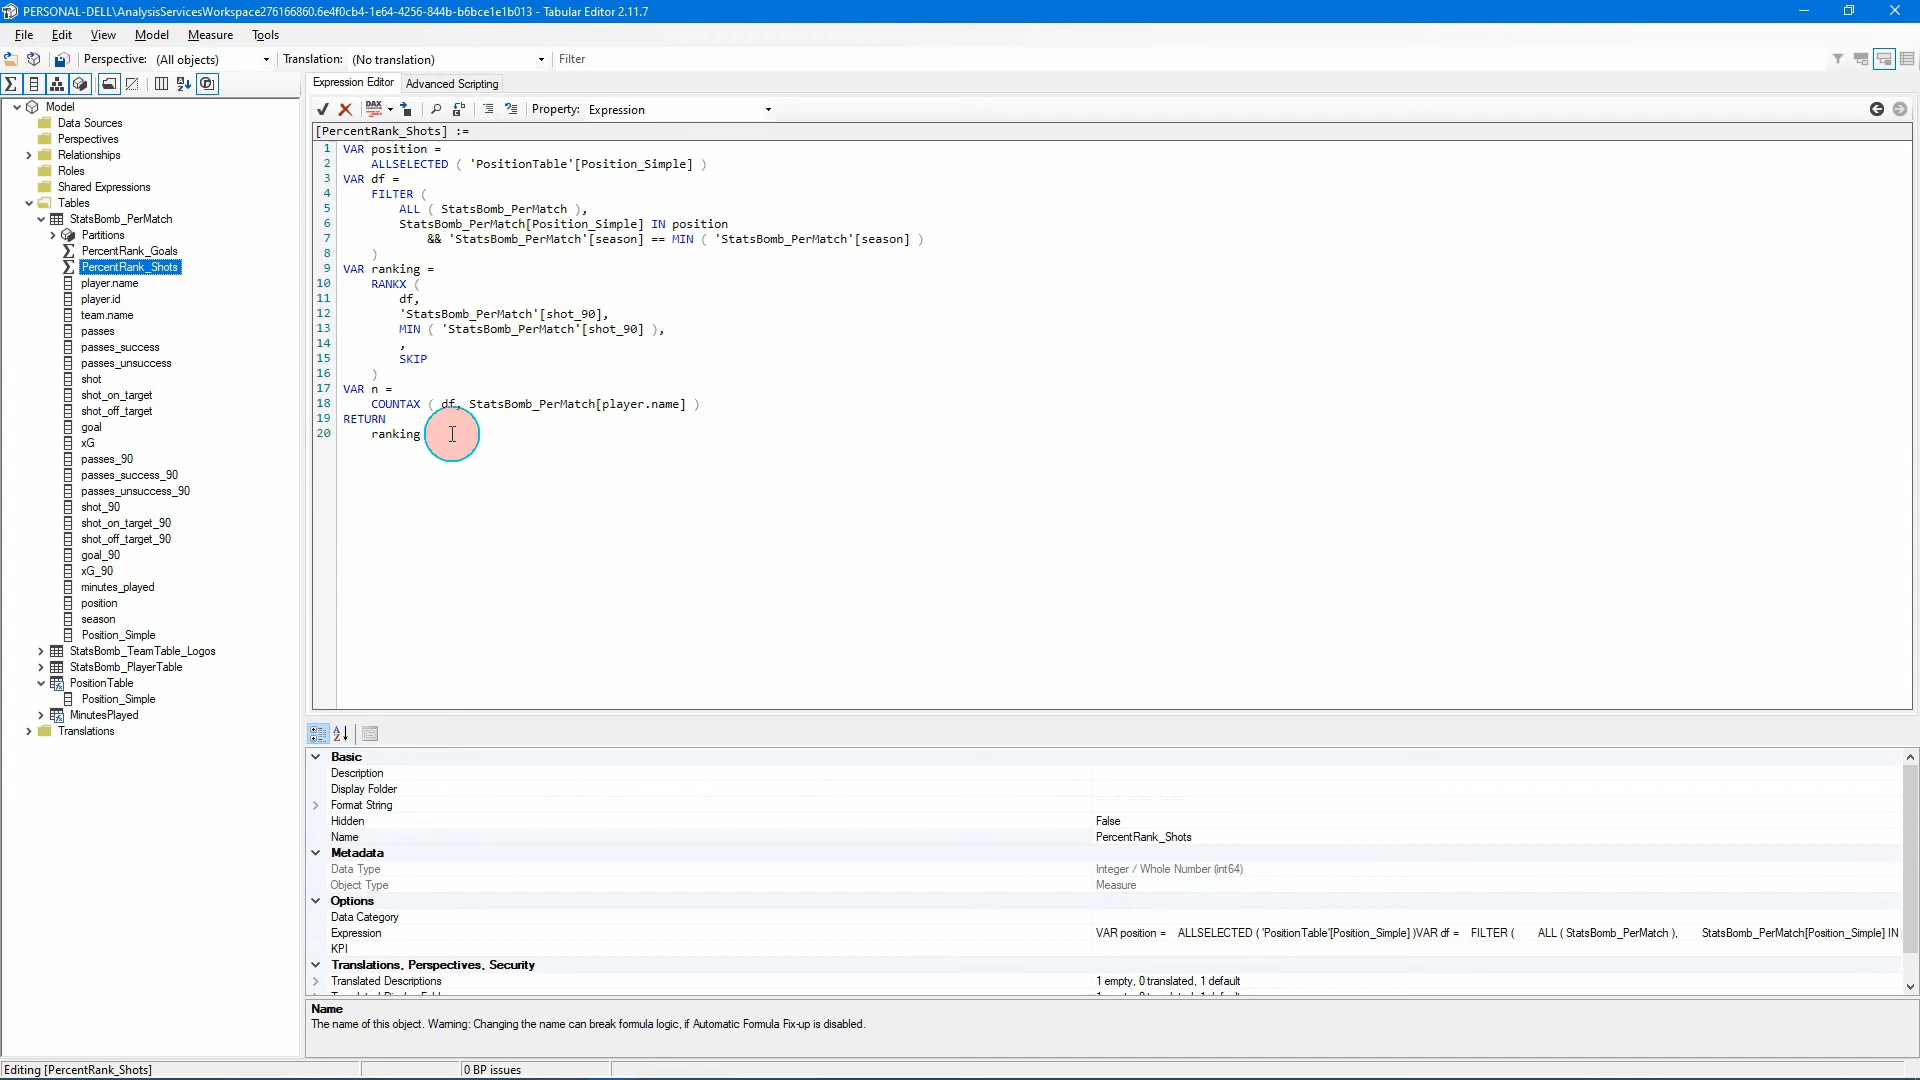 PERSONAL-DELL\AnalysisServicesWorkspace276166860.6e4f0cb4-1e64-4256-844b-b6bce1e1b013 - Tabular Editor 2.11.7
File Edit View Model Measure Tools
Perspective: (All objects) Translation: (No translation) Filter
Expression Editor Advanced Scripting
DAX Property: Expression
[PercentRank_Shots] :=
1 VAR position =
2 ALLSELECTED ( 'PositionTable'[Position_Simple] )
3 VAR df =
4 FILTER (
5 ALL ( StatsBomb_PerMatch ),
6 StatsBomb_PerMatch[Position_Simple] IN position
7 && 'StatsBomb_PerMatch'[season] == MIN ( 'StatsBomb_PerMatch'[season] )
8 )
9 VAR ranking =
10 RANKX (
11 df,
12 'StatsBomb_PerMatch'[shot_90],
13 MIN ( 'StatsBomb_PerMatch'[shot_90] ),
14 ,
15 SKIP
16 )
17 VAR n =
18 COUNTAX ( df, StatsBomb_PerMatch[player.name] )
19 RETURN
20 ranking
Model
Data Sources
Perspectives
Relationships
Roles
Shared Expressions
Tables
StatsBomb_PerMatch
Partitions
PercentRank_Goals
PercentRank_Shots
player.name
player.id
team.name
passes
passes_success
passes_unsuccess
shot
shot_on_target
shot_off_target
goal
xG
passes_90
passes_success_90
passes_unsuccess_90
shot_90
shot_on_target_90
shot_off_target_90
goal_90
xG_90
minutes_played
position
season
Position_Simple
StatsBomb_TeamTable_Logos
StatsBomb_PlayerTable
PositionTable
Position_Simple
MinutesPlayed
Translations
Basic
Description
Display Folder
Format String
Hidden False
Name PercentRank_Shots
Metadata
Data Type Integer / Whole Number (int64)
Object Type Measure
Options
Data Category
Expression VAR position = ALLSELECTED ( 'PositionTable'[Position_Simple] )VAR df = FILTER ( ALL ( StatsBomb_PerMatch ), StatsBomb_PerMatch[Position_Simple] IN
KPI
Translations, Perspectives, Security
Translated Descriptions 1 empty, 0 translated, 1 default
Name
The name of this object. Warning: Changing the name can break formula logic, if Automatic Formula Fix-up is disabled.
Editing [PercentRank_Shots] 0 BP issues